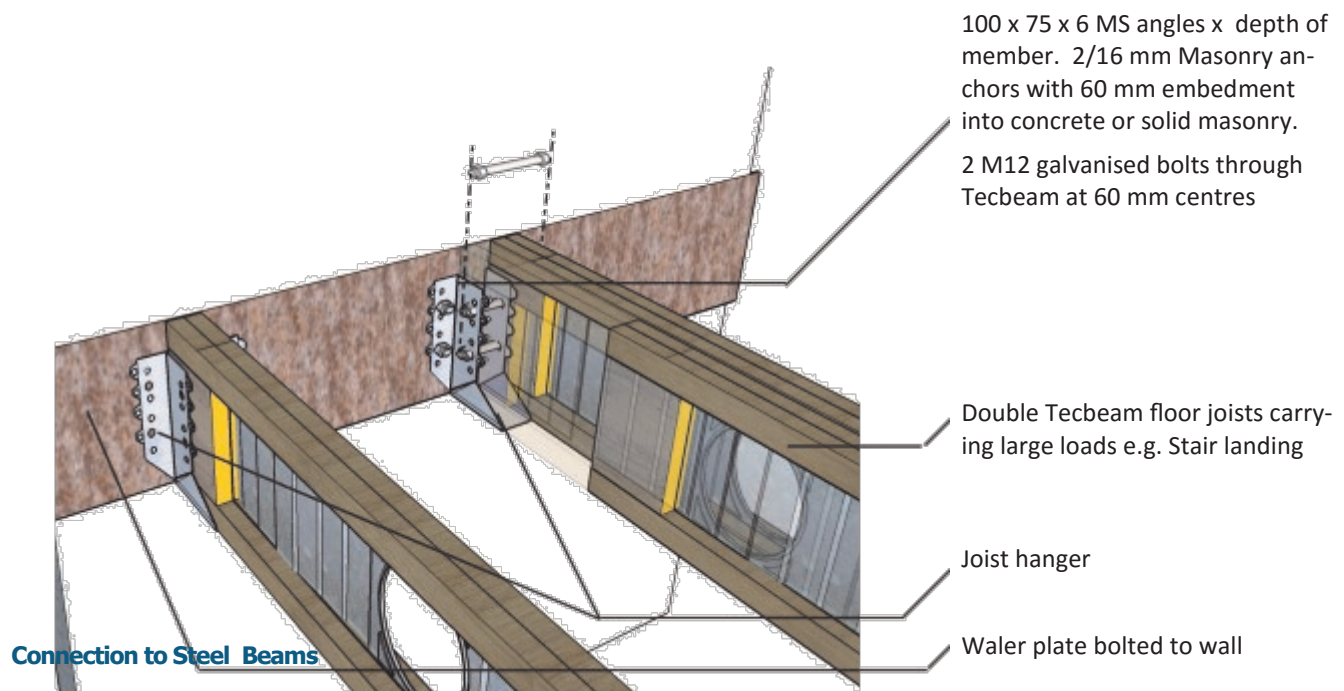 100 x 75 x 6 MS angles x  depth of
member.  2/16 mm Masonry an-
chors with 60 mm embedment
into concrete or solid masonry.
2 M12 galvanised bolts through
Tecbeam at 60 mm centres
Double Tecbeam floor joists carry-
ing large loads e.g. Stair landing
Joist hanger
Waler plate bolted to wall
Connection to Steel  Beams